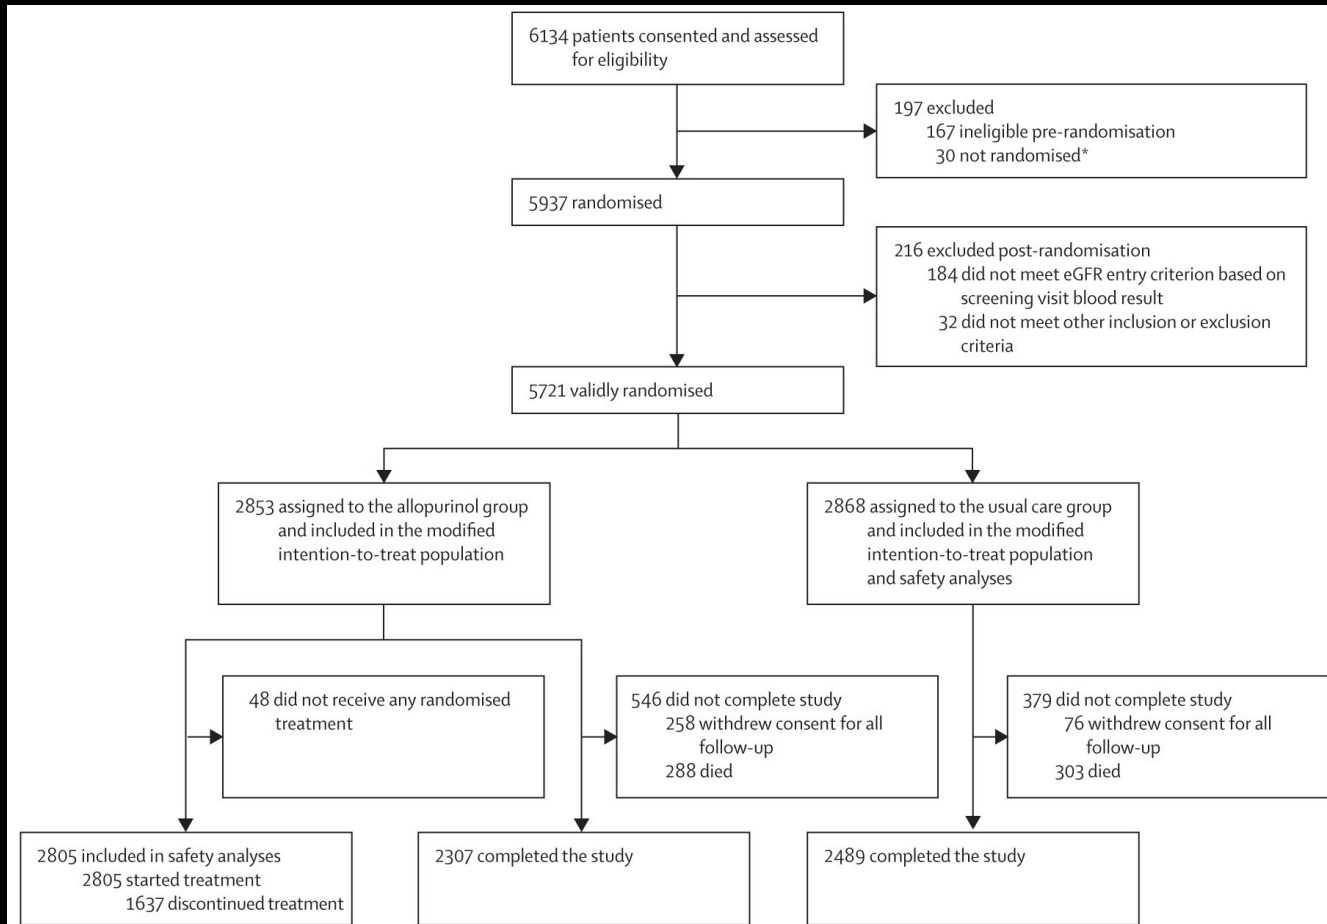 6134 patients consented and assessed
for eligibility
197 excluded
167 ineligible pre-randomisation
30 not randomised*
5937 randomised
216 excluded post-randomisation
184 did not meet eGFR entry criterion based on
screening visit blood result
32 did not meet other inclusion or exclusion
criteria
5721 validly randomised
2853 assigned to the allopurinol group
and included in the modified
intention-to-treat population
2868 assigned to the usual care group
and included in the modified
intention-to-treat population
and safety analyses
48 did not receive any randomised
treatment
546 did not complete study
258 withdrew consent for all
follow-up
288 died
379 did not complete study
76 withdrew consent for all
follow-up
303 died
2805 included in safety analyses
2805 started treatment
1637 discontinued treatment
2307 completed the study
2489 completed the study